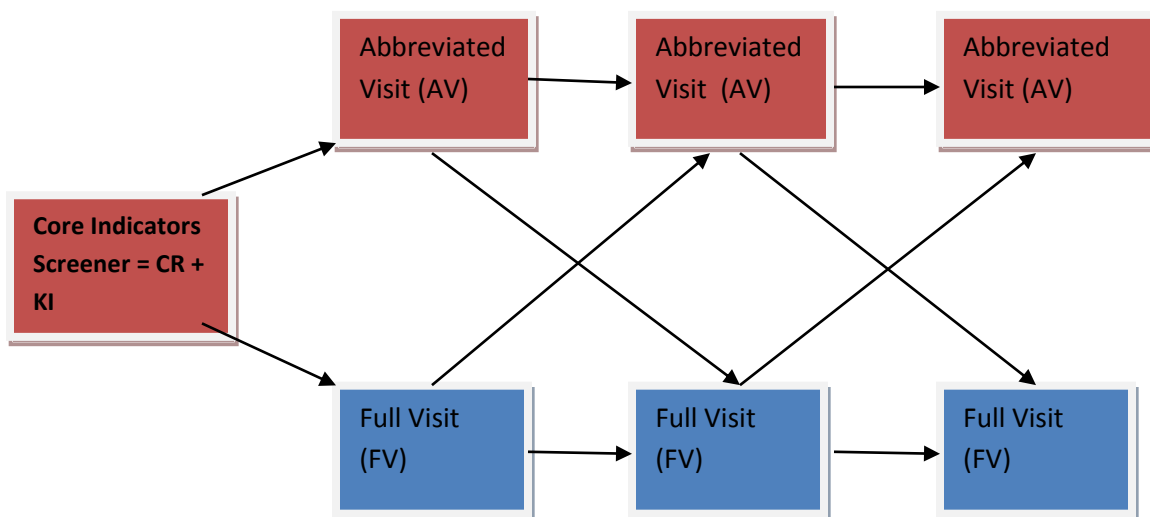 Abbreviated
Visit (AV)
Abbreviated
Visit  (AV)
Abbreviated
Visit (AV)
Core Indicators
Screener = CR +
KI
Full Visit
(FV)
Full Visit
(FV)
Full Visit
(FV)